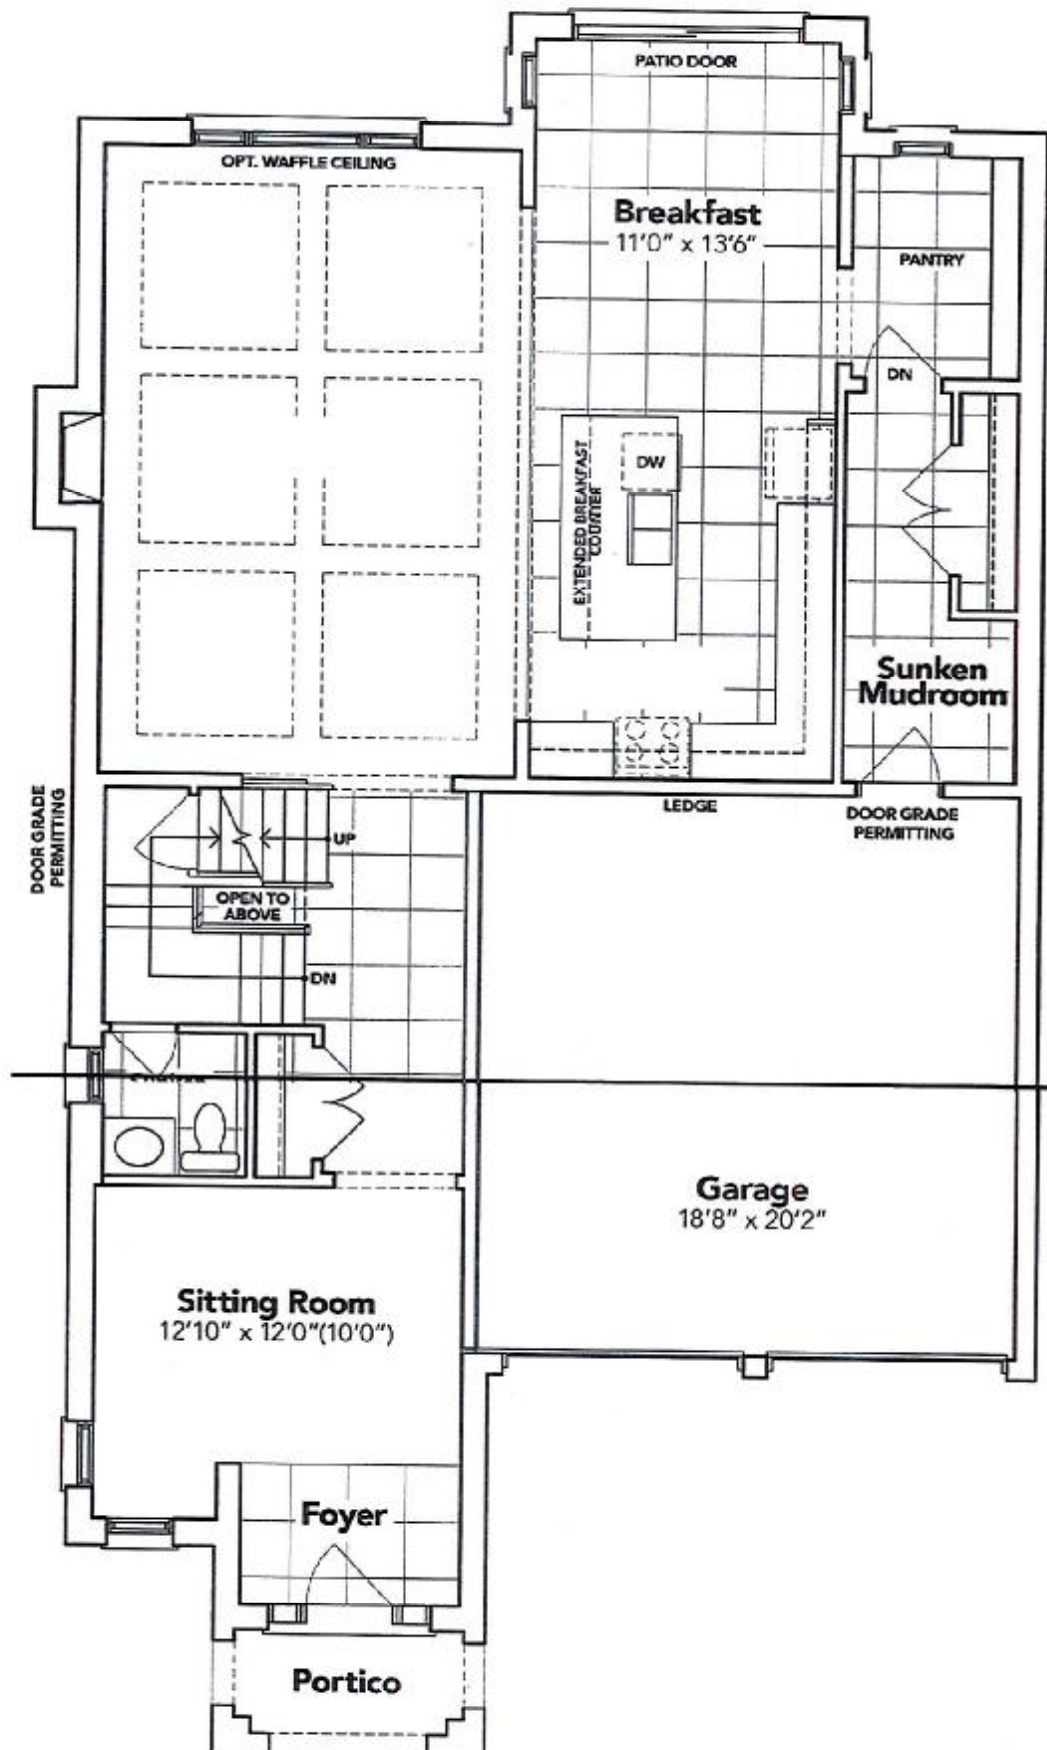 PATIO DOOR
OPT. WAFFLE CEILING
Breakfast
11'0" x 13'6"
PANTRY
DN
DW
EXTENDED BREAKFAST
COUNTER
Sunken
Mudroom
DOOR GRADE
PERMITTING
LEDGE
DOOR GRADE
PERMITTING
UP
OPEN TO
ABOVE
DN
Garage
18'8" x 20'2"
Sitting Room
12'10" x 12'0"(10'0")
Foyer
Portico